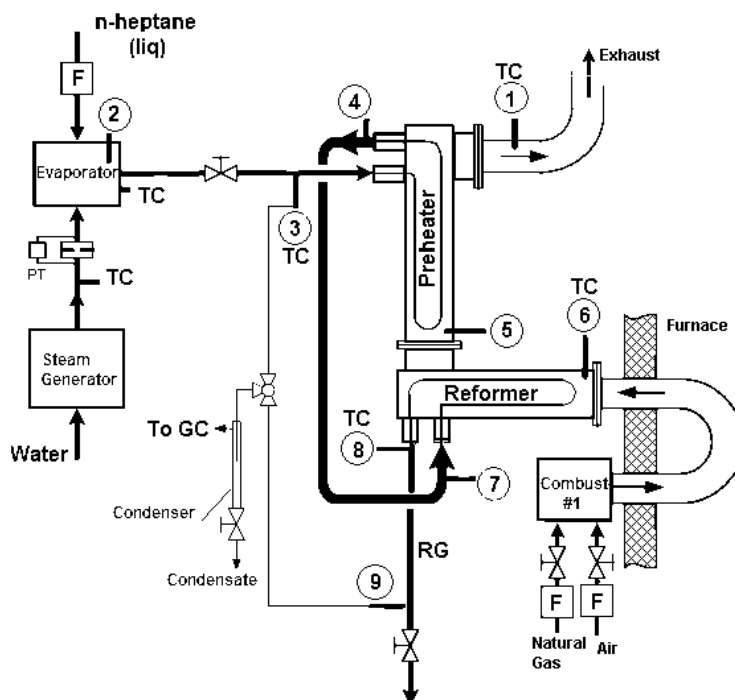 n-heptane
(liq)
F
2
Evaporator
TC
PT
TC
Steam
Generator
Water
4
TC
1
Exhaust
3
TC
Preheater
5
TC
6
Furnace
Reformer
To GC
TC
8
7
Condenser
Condensate
Combust
#1
RG
9
F
F
Natural
Gas
Air